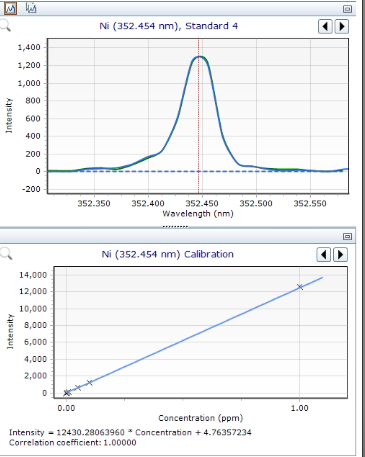 Ni (352.454 nm), Standard 4
1,400
1,200
1,000
800
600
400
200
0
-200
Intensity
352.350 352.400 352.450 352.500 352.550
Wavelength (nm)
Ni (352.454 nm) Calibration
14,000
12,000
10,000
8,000
6,000
4,000
2,000
0
Intensity
0.00 1.00
Concentration (ppm)
Intensity = 12430.28063960 * Concentration + 4.76357234
Correlation coefficient: 1.00000